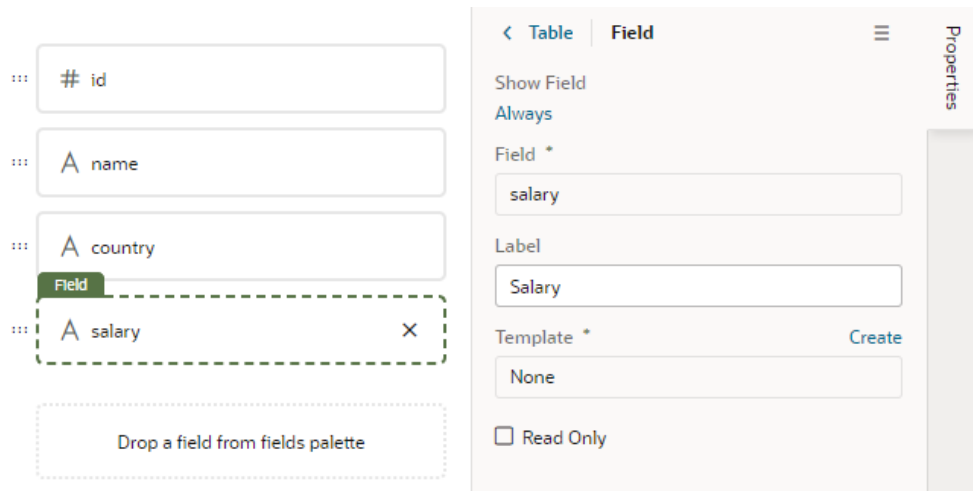 # id
A name
A country
Field
A salary
Drop a field from fields palette
Table
Field
Show Field
Always
Field *
salary
Label
Salary
Template *
Create
None
Read Only
Properties